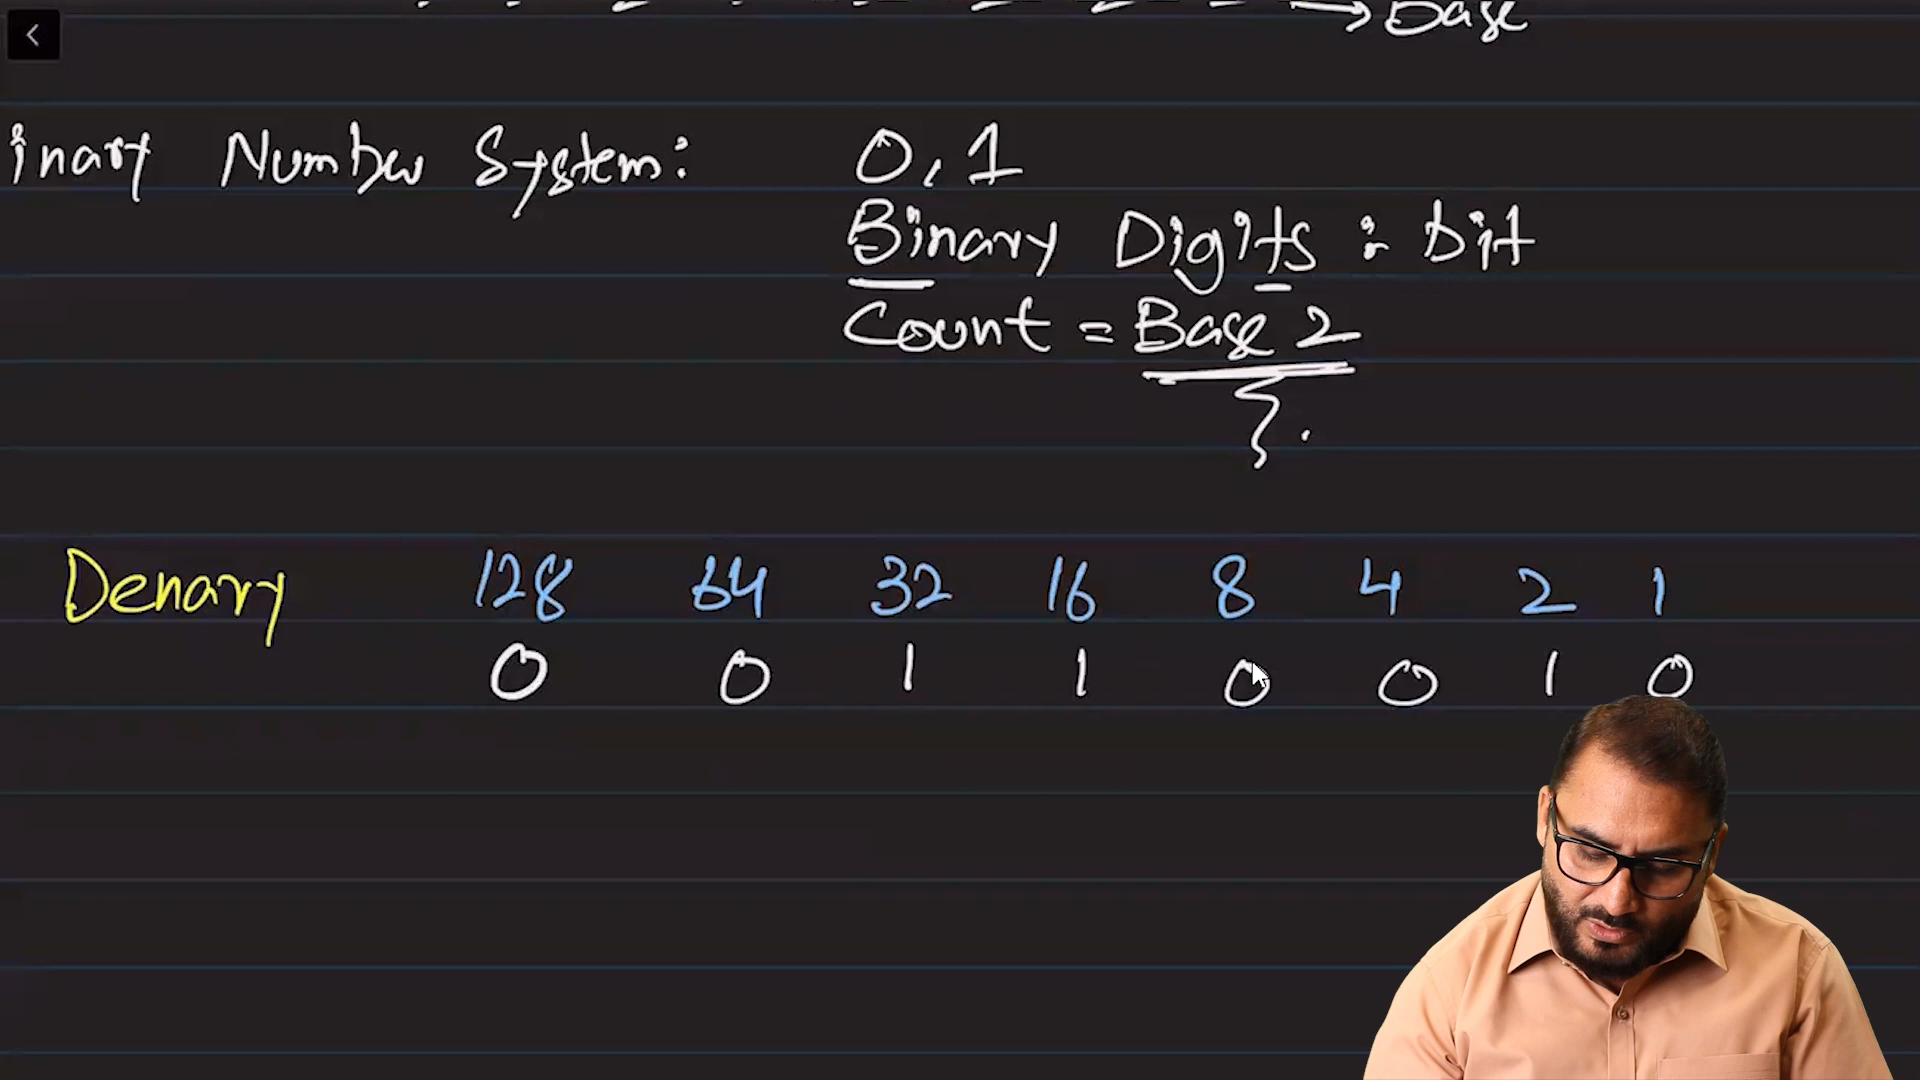 Base
inary Number System: 0, 1
Binary Digits : bit
Count = Base 2
Denary 128 64 32 16 8 4 2 1
0 0 1 1 0 0 1 0